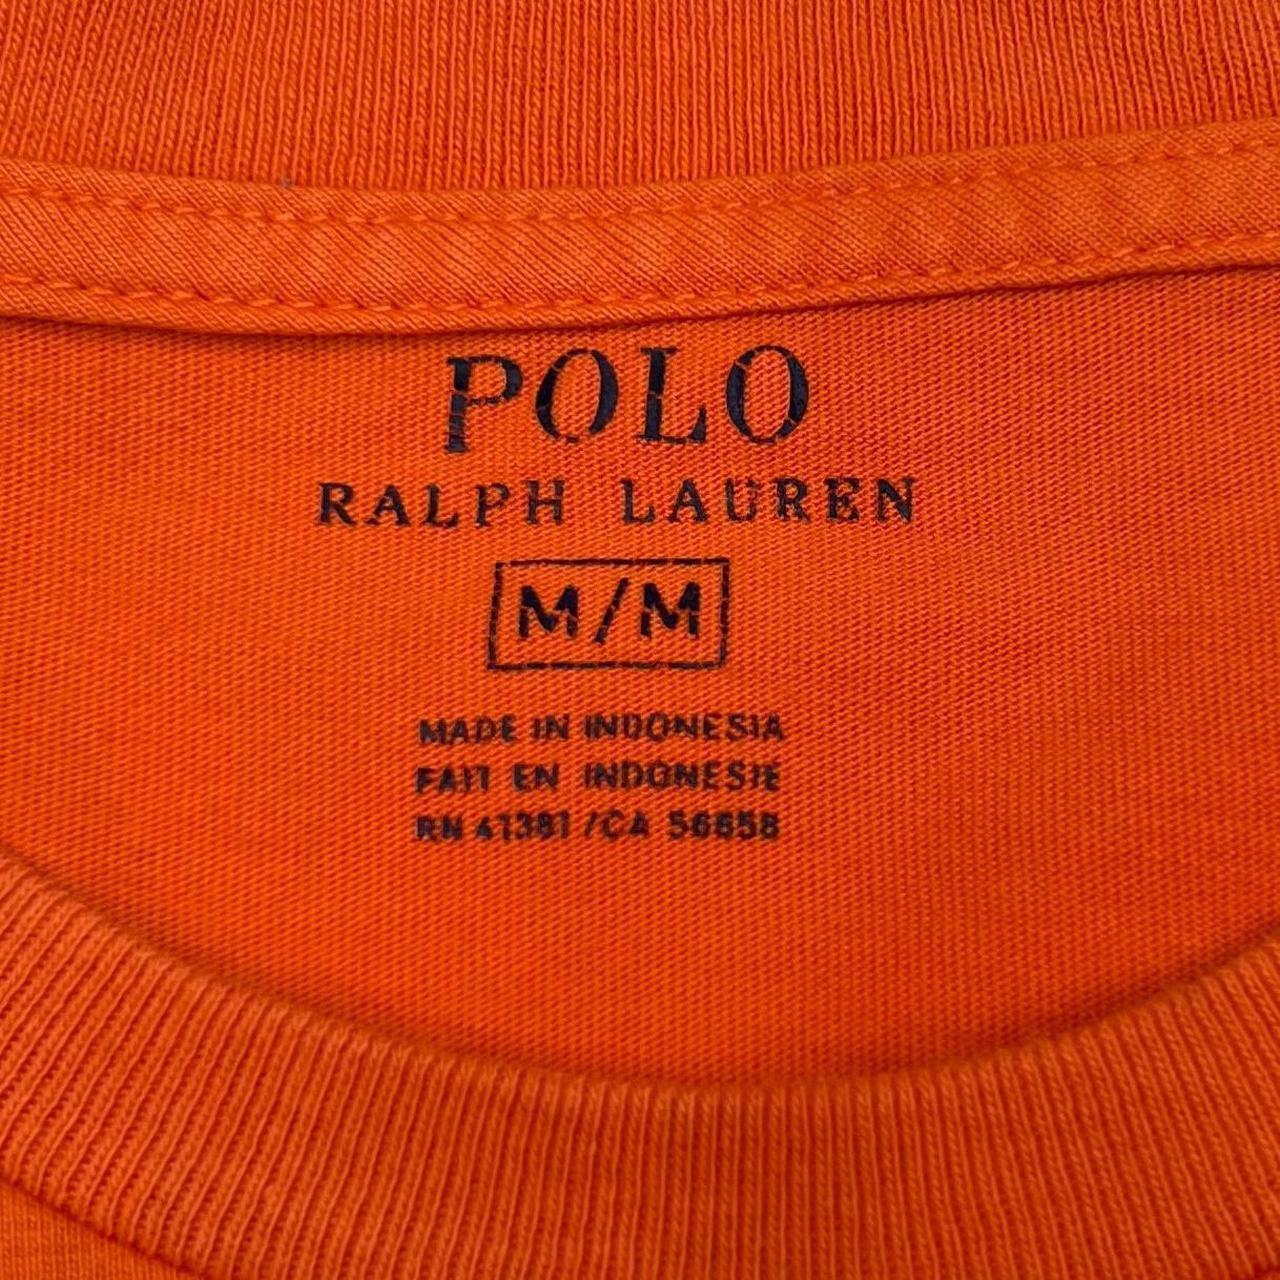 POLO
RALPH LAUREN
M/M
MADE IN INDONESIA
FAIT EN INDONESIE
RN 41381 /CA 56658